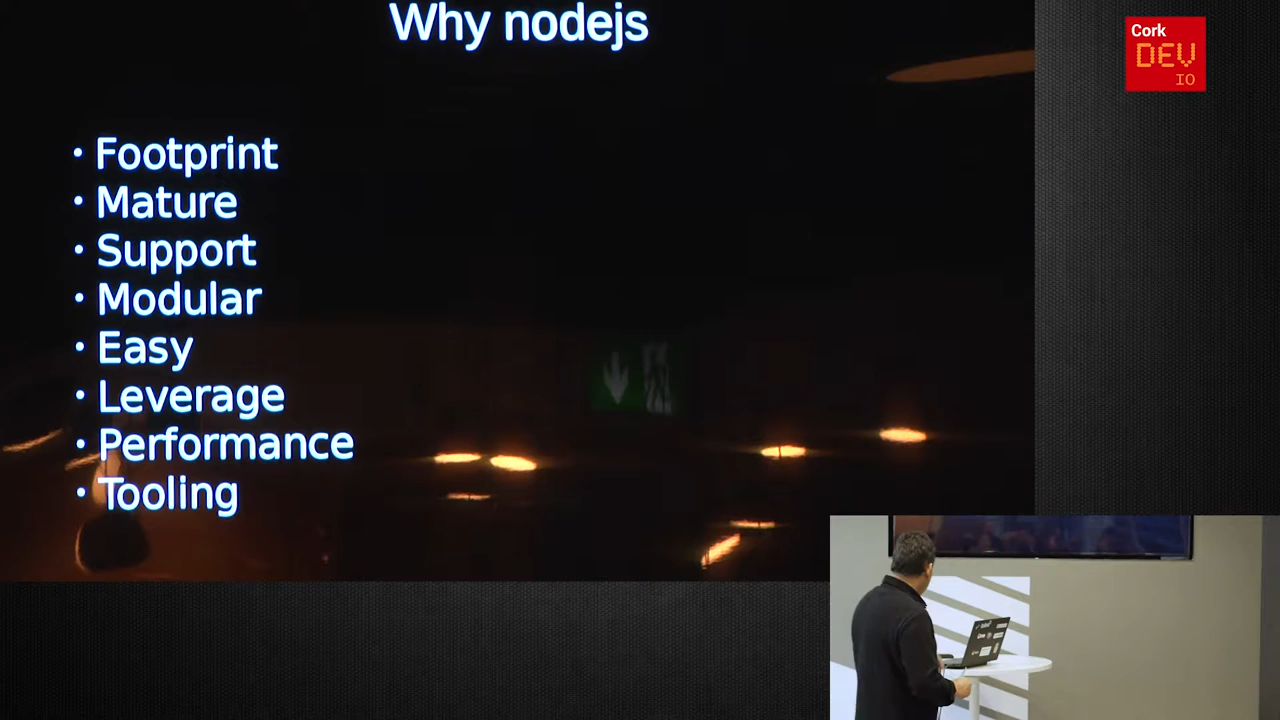 Why nodejs
Cork
DEV
IO
• Footprint
• Mature
• Support
• Modular
• Easy
• Leverage
• Performance
• Tooling